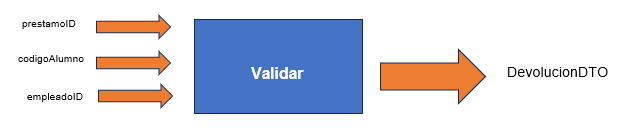 prestamoID
codigoAlumno
empleadoID
Validar
DevolucionDTO